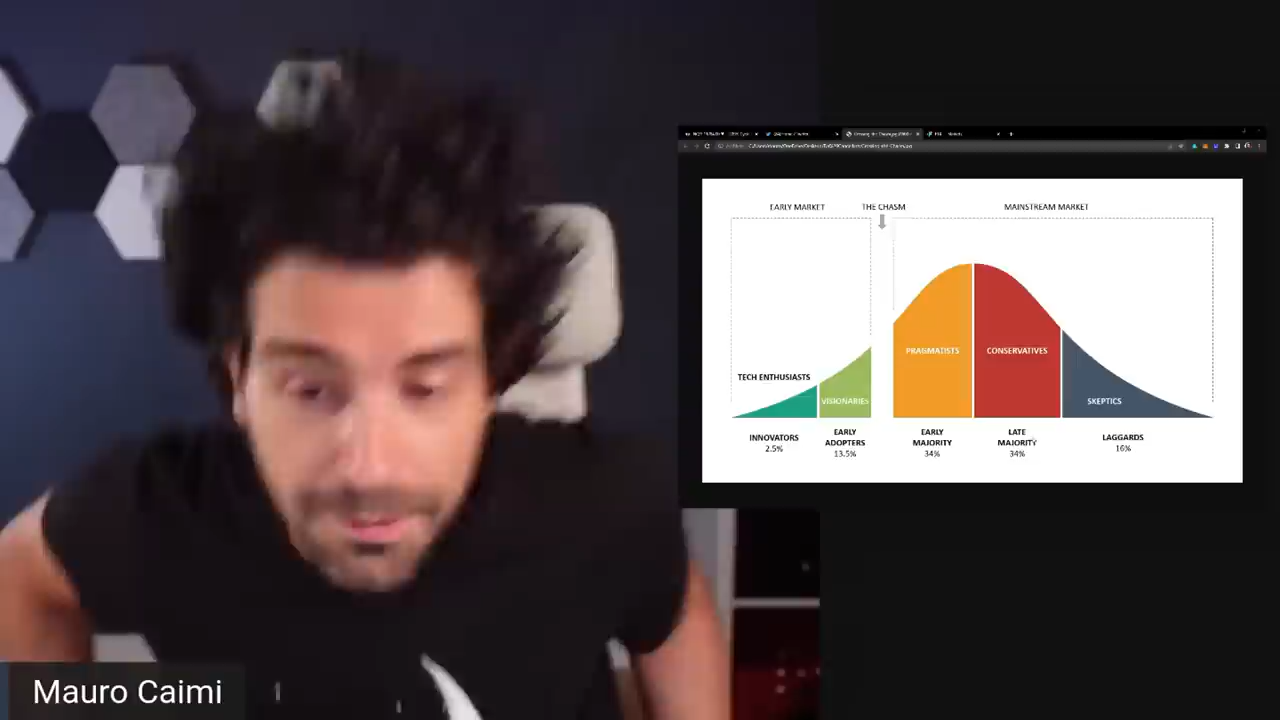 EARLY MARKET
THE CHASM
MAINSTREAM MARKET
PRAGMATISTS
CONSERVATIVES
TECH ENTHUSIASTS
VISIONARIES
SKEPTICS
INNOVATORS
2.5%
EARLY
ADOPTERS
13.5%
EARLY
MAJORITY
34%
LATE
MAJORITY
34%
LAGGARDS
16%
Mauro Caimi